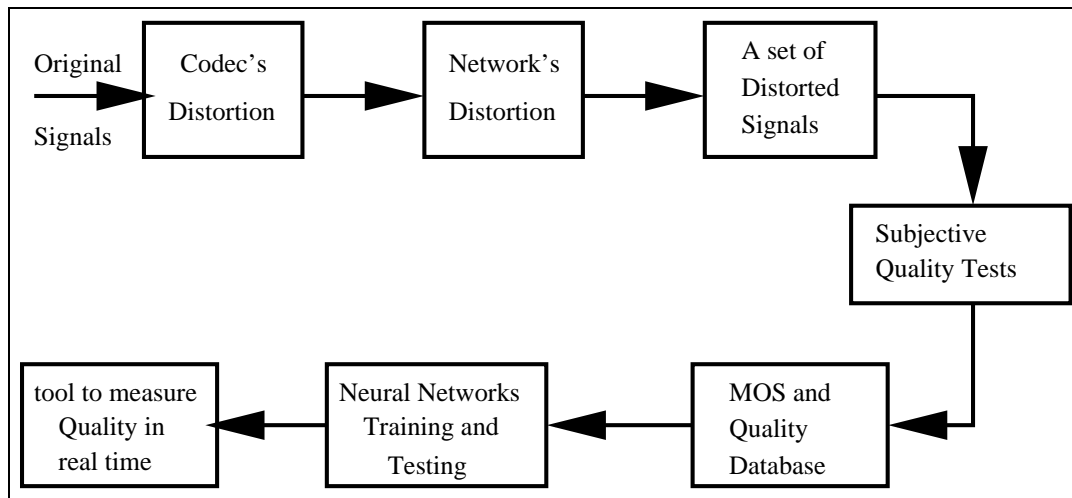 Original
Signals
Codec's
Distortion
Network's
Distortion
A set of
Distorted
Signals
Subjective
Quality Tests
MOS and
Quality
Database
Neural Networks
Training and
Testing
tool to measure
Quality in
real time